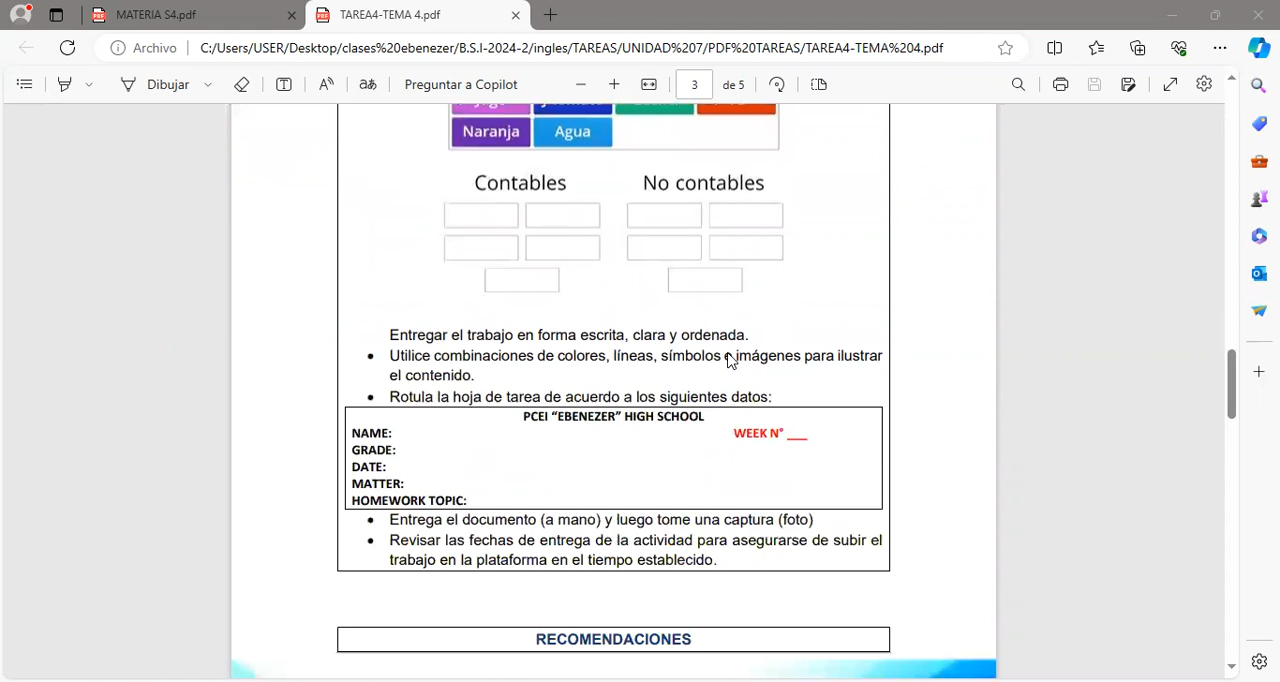 MATERIA S4.pdf
TAREA4-TEMA 4.pdf
Archivo
C:/Users/USER/Desktop/clases%20ebenezer/B.S.I-2024-2/ingles/TAREAS/UNIDAD%207/PDF%20TAREAS/TAREA4-TEMA%204.pdf
Dibujar
aあ
Preguntar a Copilot
3
de 5
Naranja
Agua
Contables
No contables
Entregar el trabajo en forma escrita, clara y ordenada.
• Utilice combinaciones de colores, líneas, símbolos e imágenes para ilustrar
el contenido.
• Rotula la hoja de tarea de acuerdo a los siguientes datos:
PCEI “EBENEZER” HIGH SCHOOL
NAME: WEEK N° ___
GRADE:
DATE:
MATTER:
HOMEWORK TOPIC:
• Entrega el documento (a mano) y luego tome una captura (foto)
• Revisar las fechas de entrega de la actividad para asegurarse de subir el
trabajo en la plataforma en el tiempo establecido.
RECOMENDACIONES